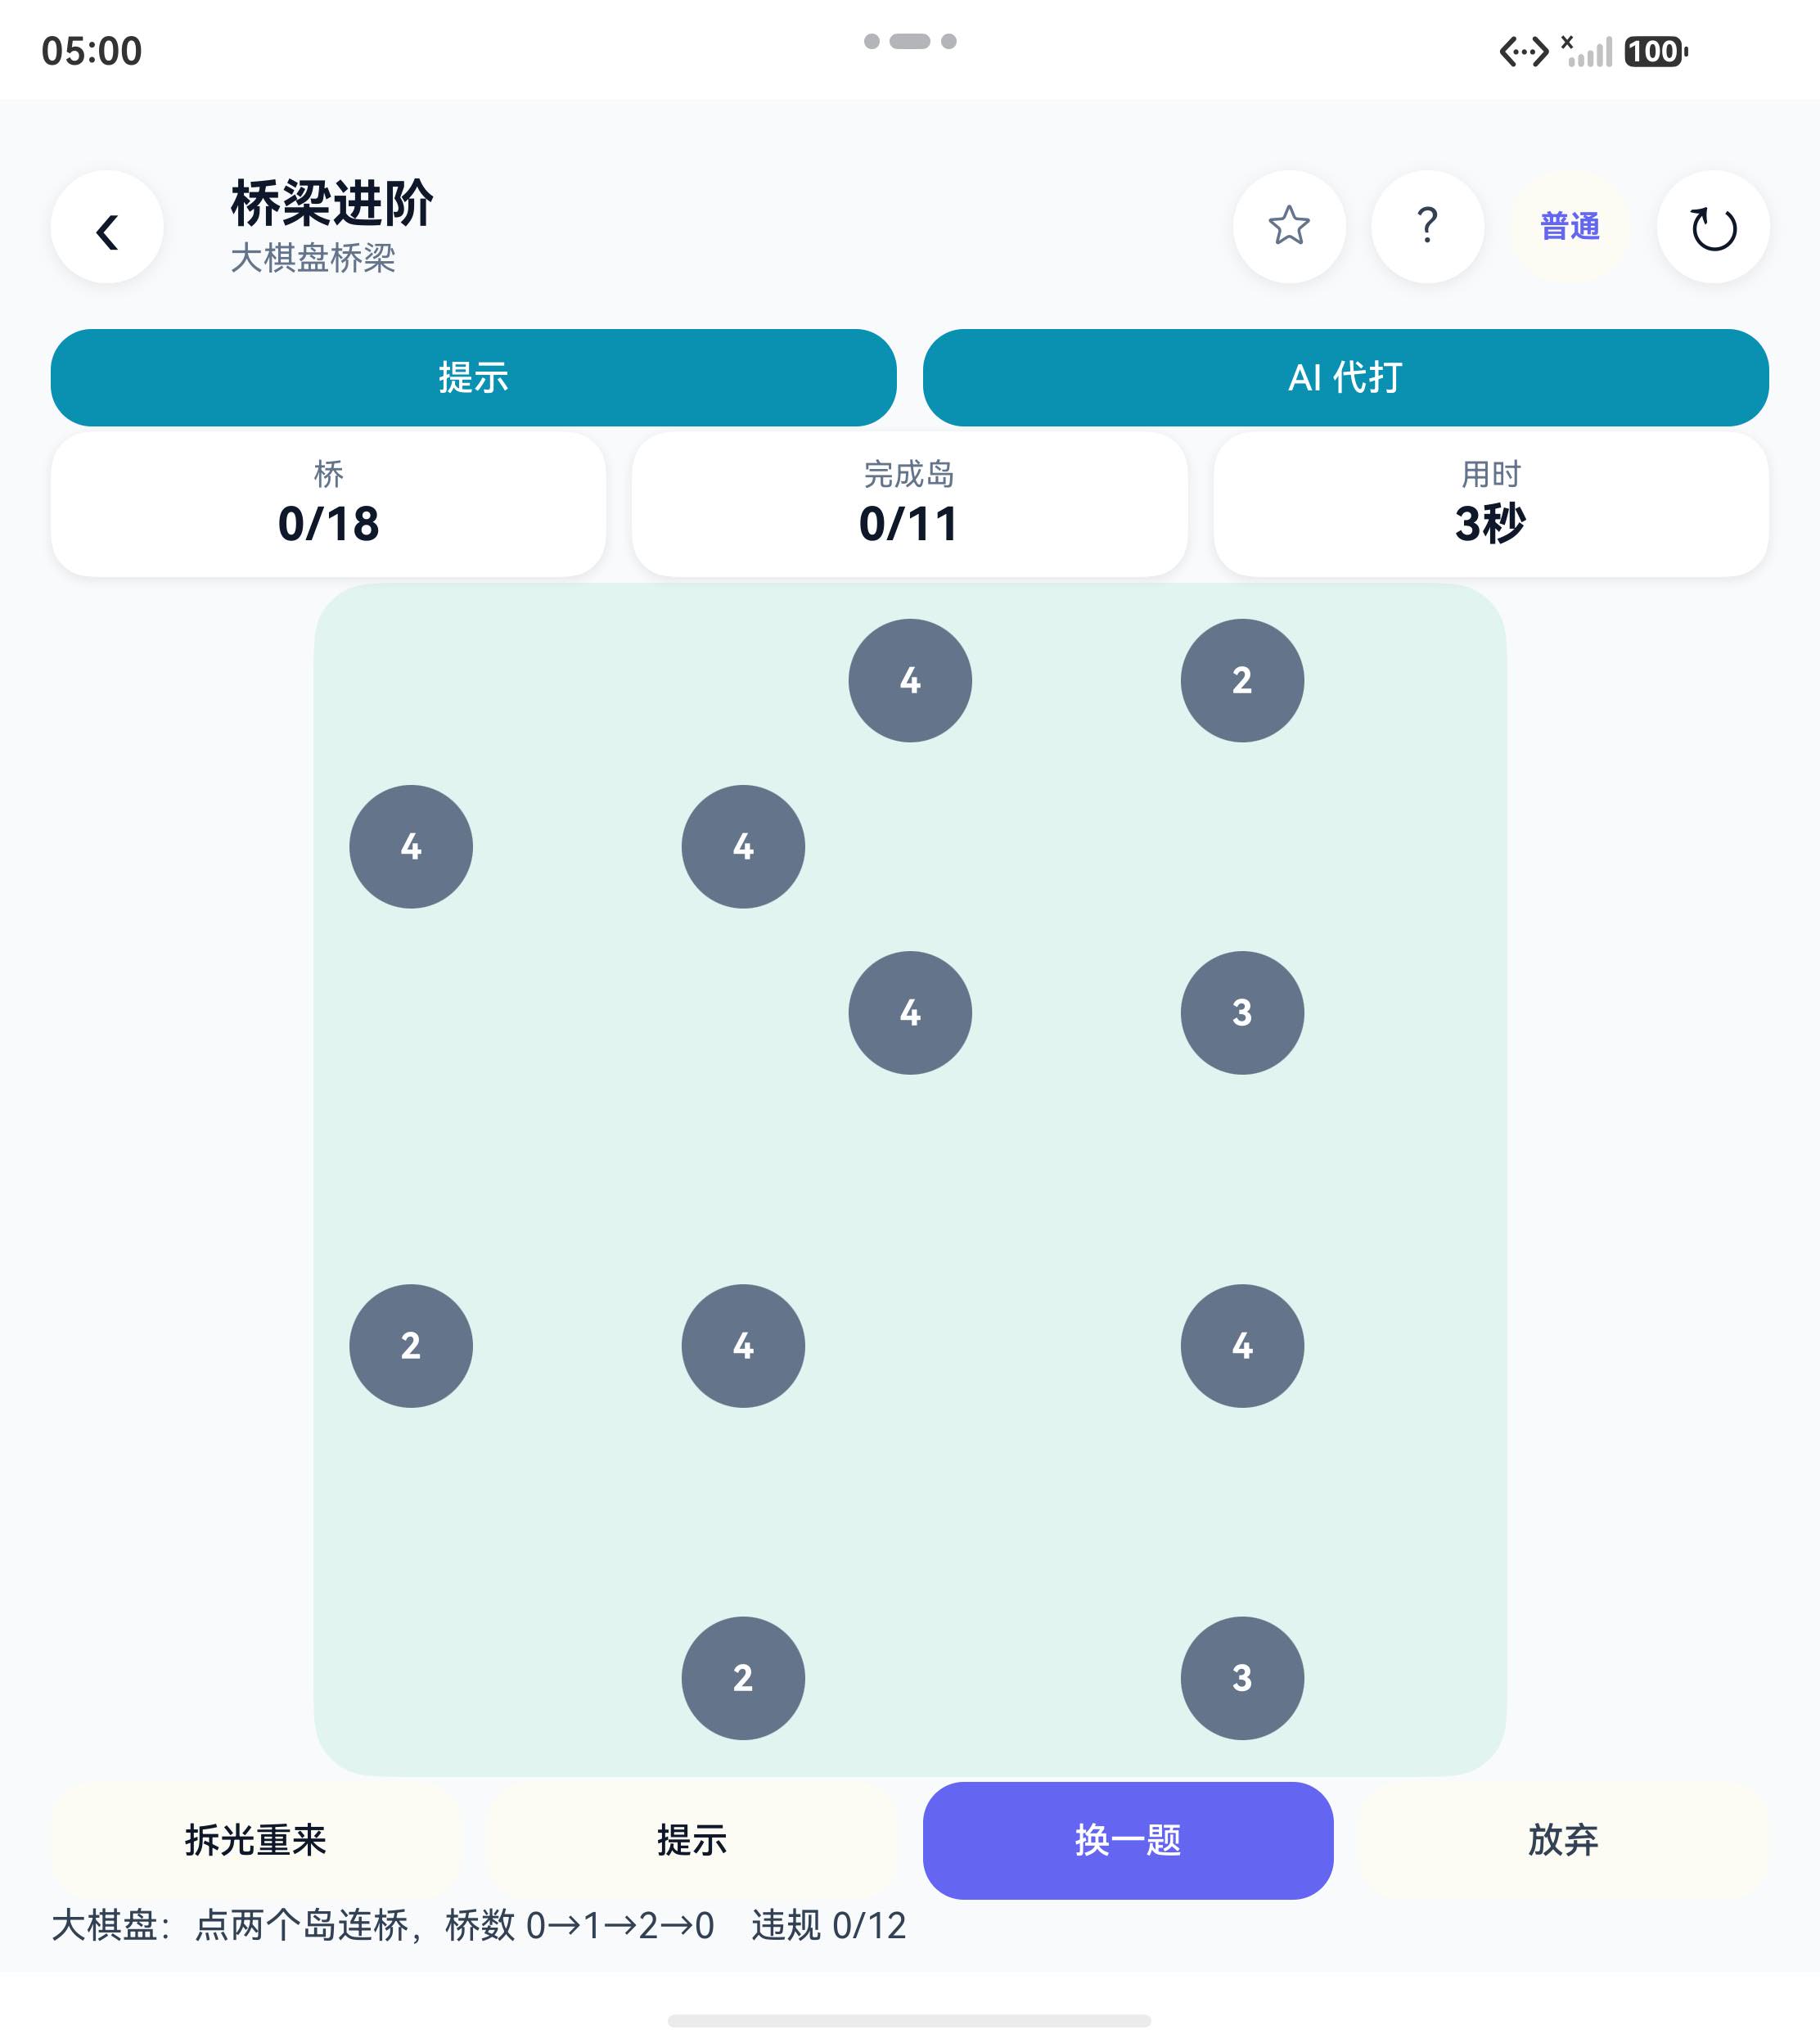 05:00
100
桥梁进阶
大棋盘桥梁
?
普通
提示
AI 代打
桥
完成岛
用时
0/18
0/11
3秒
4
2
4
4
4
3
2
4
4
2
3
拆光重来
提示
换一题
放弃
大棋盘：点两个岛连桥，桥数 0→1→2→0 违规 0/12